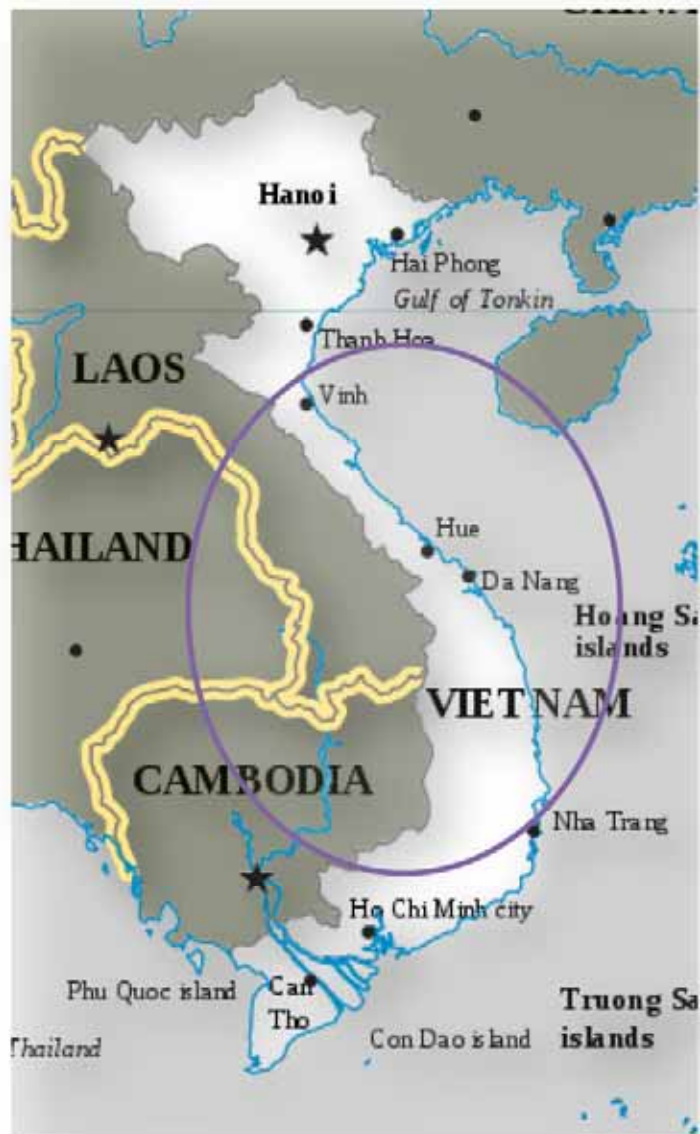 Hanoi
Hai Phong
Gulf of Tonkin
Thanh Hoa
LAOS
Vinh
Hue
HAILAND
Da Nang
Hoang Sa
islands
VIETNAM
CAMBODIA
Nha Trang
Ho Chi Minh city
Phu Quoc island
Can
Tho
Truong Sa
islands
Con Dao island
Thailand